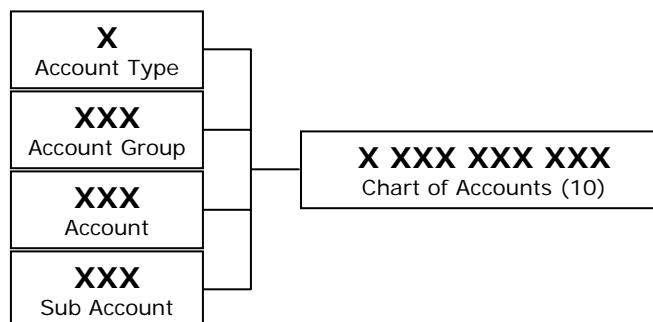 X
Account Type
XXX
Account Group
XXX
Account
XXX
Sub Account
X XXX XXX XXX
Chart of Accounts (10)